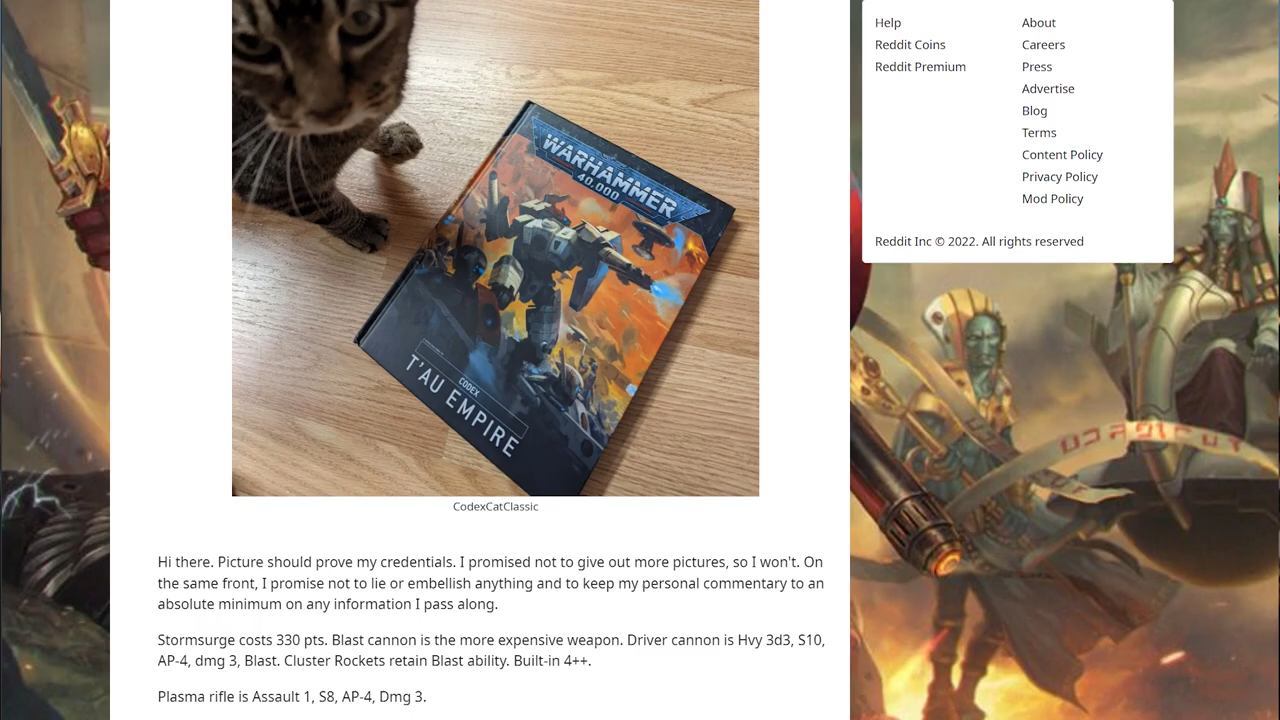 WARHAMMER
40,000
CODEX
T'AU EMPIRE
CodexCatClassic
Hi there. Picture should prove my credentials. I promised not to give out more pictures, so I won't. On
the same front, I promise not to lie or embellish anything and to keep my personal commentary to an
absolute minimum on any information I pass along.
Stormsurge costs 330 pts. Blast cannon is the more expensive weapon. Driver cannon is Hvy 3d3, S10,
AP-4, dmg 3, Blast. Cluster Rockets retain Blast ability. Built-in 4++.
Plasma rifle is Assault 1, S8, AP-4, Dmg 3.
Help
Reddit Coins
Reddit Premium
About
Careers
Press
Advertise
Blog
Terms
Content Policy
Privacy Policy
Mod Policy
Reddit Inc © 2022. All rights reserved